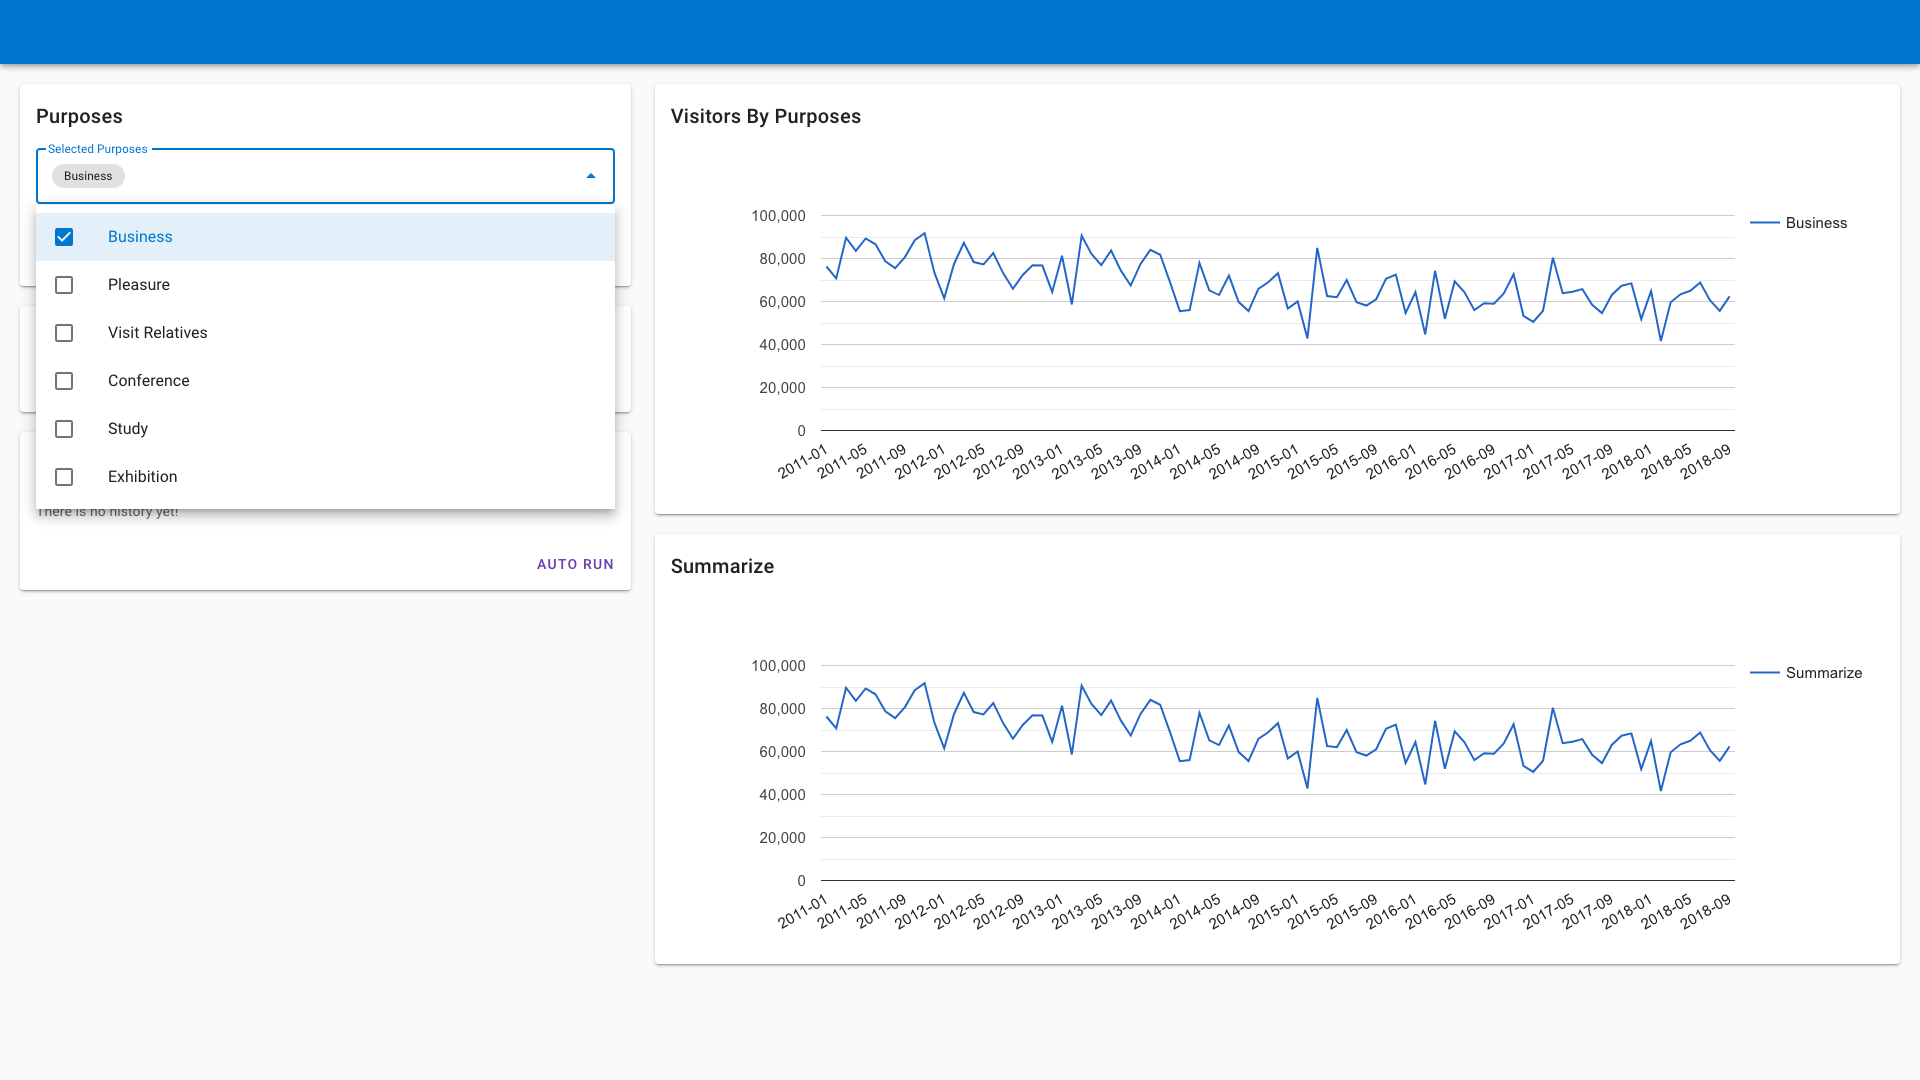 Purposes
Selected Purposes
Business
Business
Pleasure
Visit Relatives
Conference
Study
Exhibition
There is no history yet!
AUTO RUN
Visitors By Purposes
100,000
80,000
60,000
40,000
20,000
0
2011-01 2011-05 2011-09 2012-01 2012-05 2012-09 2013-01 2013-05 2013-09 2014-01 2014-05 2014-09 2015-01 2015-05 2015-09 2016-01 2016-05 2016-09 2017-01 2017-05 2017-09 2018-01 2018-05 2018-09
Business
Summarize
100,000
80,000
60,000
40,000
20,000
0
2011-01 2011-05 2011-09 2012-01 2012-05 2012-09 2013-01 2013-05 2013-09 2014-01 2014-05 2014-09 2015-01 2015-05 2015-09 2016-01 2016-05 2016-09 2017-01 2017-05 2017-09 2018-01 2018-05 2018-09
Summarize